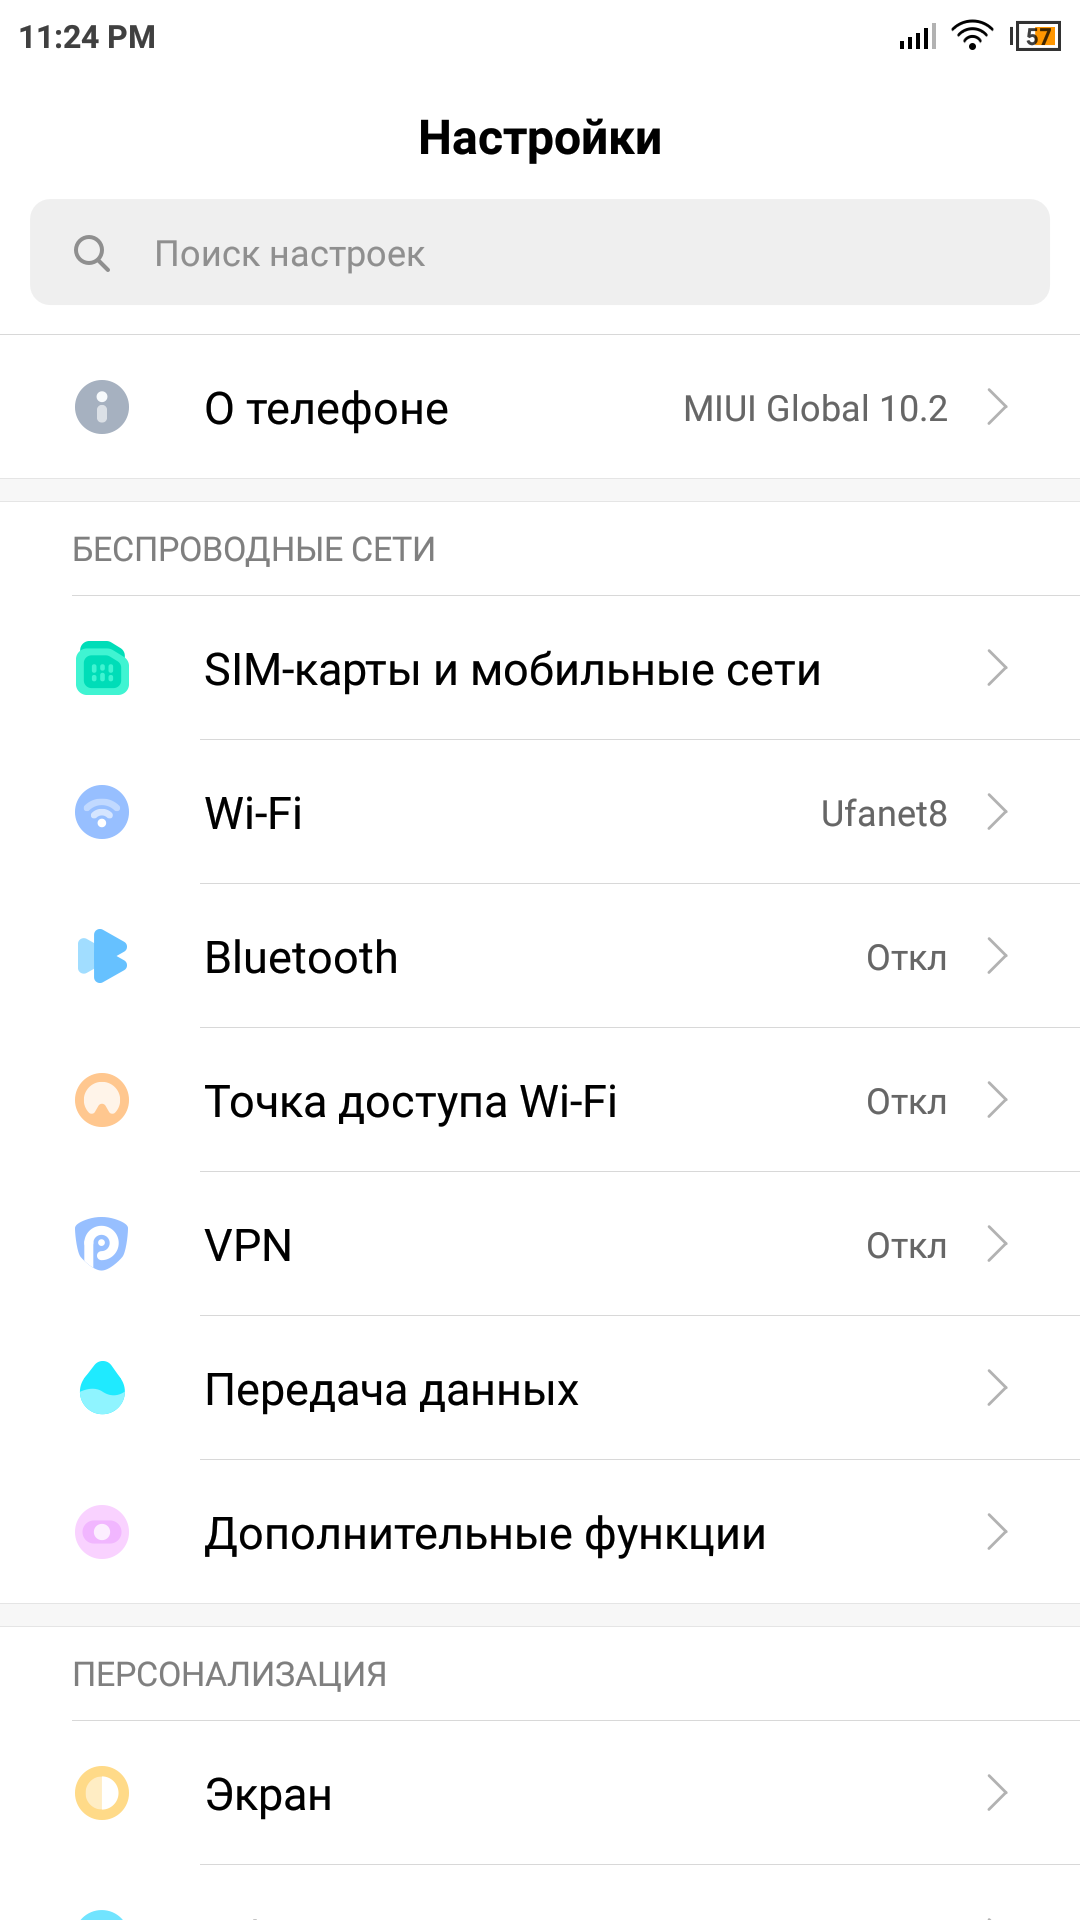 11:24 PM
57
Настройки
Поиск настроек
О телефоне MIUI Global 10.2
БЕСПРОВОДНЫЕ СЕТИ
SIM-карты и мобильные сети
Wi-Fi Ufanet8
Bluetooth Откл
Точка доступа Wi-Fi Откл
VPN Откл
Передача данных
Дополнительные функции
ПЕРСОНАЛИЗАЦИЯ
Экран